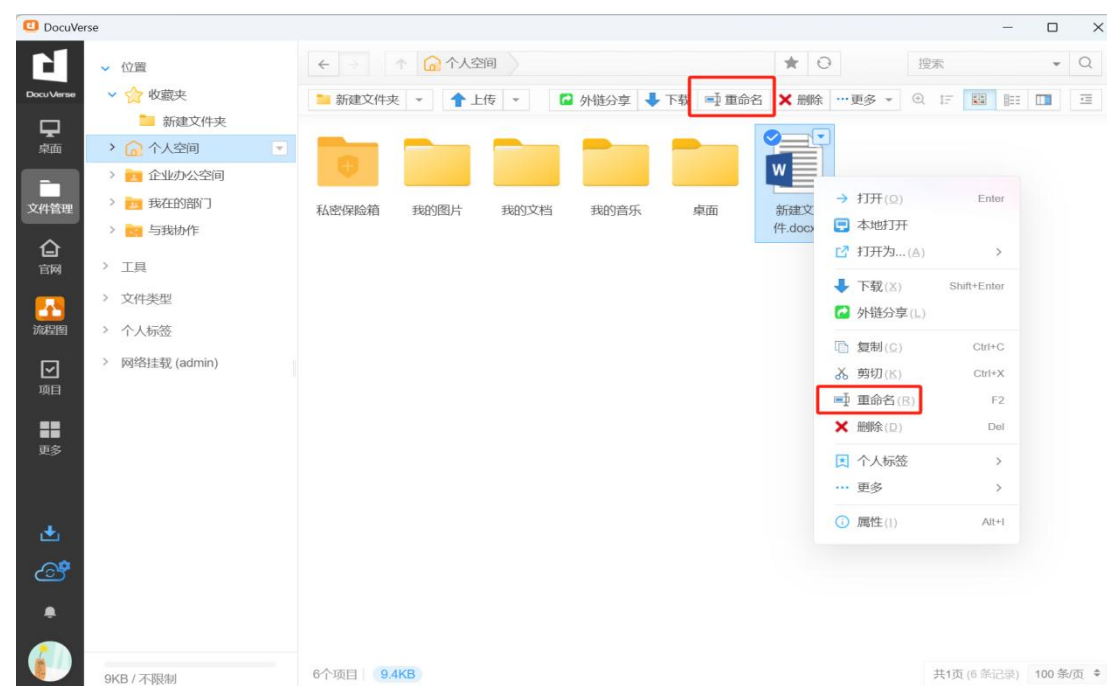 DocuVerse
DocuVerse
桌面
文件管理
官网
流程图
项目
更多
位置
收藏夹
新建文件夹
个人空间
企业办公空间
我在的部门
与我协作
工具
文件类型
个人标签
网络挂载 (admin)
9KB / 不限制
个人空间
搜索
新建文件夹 上传 外链分享 下载 重命名 删除 更多
私密保险箱 我的图片 我的文档 我的音乐 桌面 新建文
件.docx
打开(O) Enter
本地打开
打开为...(A)
下载(X) Shift+Enter
外链分享(L)
复制(C) Ctrl+C
剪切(K) Ctrl+X
重命名(R) F2
删除(D) Del
个人标签
更多
属性(I) Alt+I
6个项目 9.4KB
共1页 (6 条记录) 100 条/页